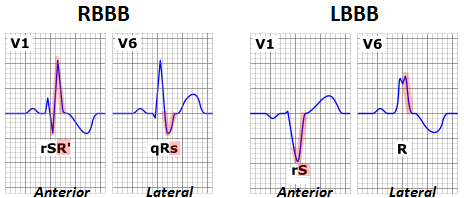 RBBB LBBB
V1 V6 V1 V6
rSR' qRs rS R
Anterior Lateral Anterior Lateral